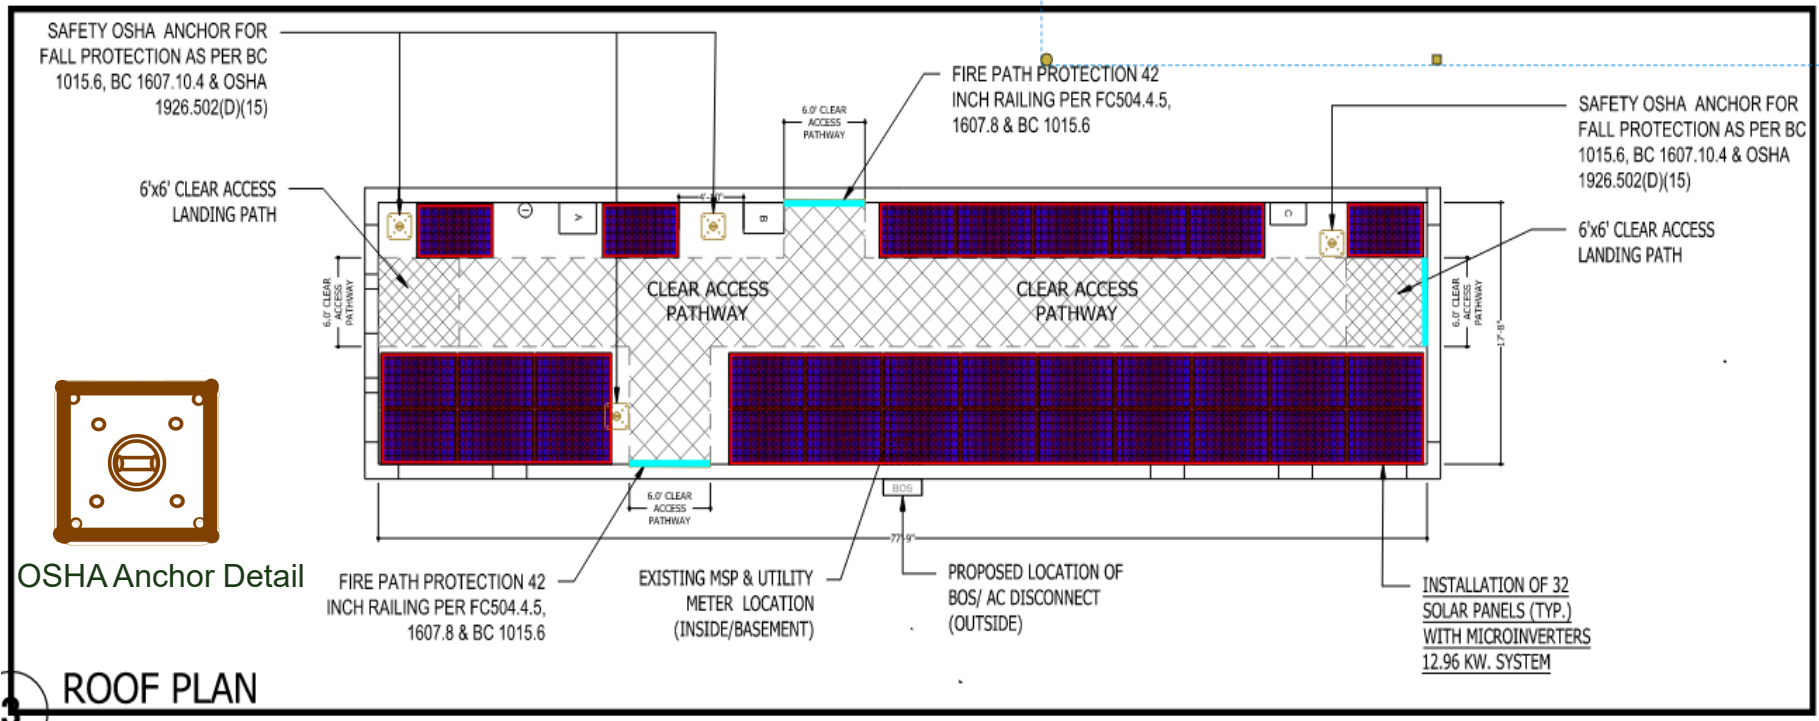 SAFETY OSHA ANCHOR FOR
FALL PROTECTION AS PER BC
1015.6, BC 1607.10.4 & OSHA
1926.502(D)(15)
FIRE PATH PROTECTION 42
INCH RAILING PER FC504.4.5,
1607.8 & BC 1015.6
SAFETY OSHA ANCHOR FOR
FALL PROTECTION AS PER BC
1015.6, BC 1607.10.4 & OSHA
1926.502(D)(15)
6.0' CLEAR
ACCESS
PATHWAY
6'x6' CLEAR ACCESS
LANDING PATH
6'x6' CLEAR ACCESS
LANDING PATH
A
B
C
CLEAR ACCESS
PATHWAY
CLEAR ACCESS
PATHWAY
6.0' CLEAR
ACCESS
PATHWAY
6.0' CLEAR
ACCESS
PATHWAY
17'-8"
BOS
6.0' CLEAR
ACCESS
PATHWAY
77'-9"
OSHA Anchor Detail
FIRE PATH PROTECTION 42
INCH RAILING PER FC504.4.5,
1607.8 & BC 1015.6
EXISTING MSP & UTILITY
METER LOCATION
(INSIDE/BASEMENT)
PROPOSED LOCATION OF
BOS/ AC DISCONNECT
(OUTSIDE)
INSTALLATION OF 32
SOLAR PANELS (TYP.)
WITH MICROINVERTERS
12.96 KW. SYSTEM
3
ROOF PLAN